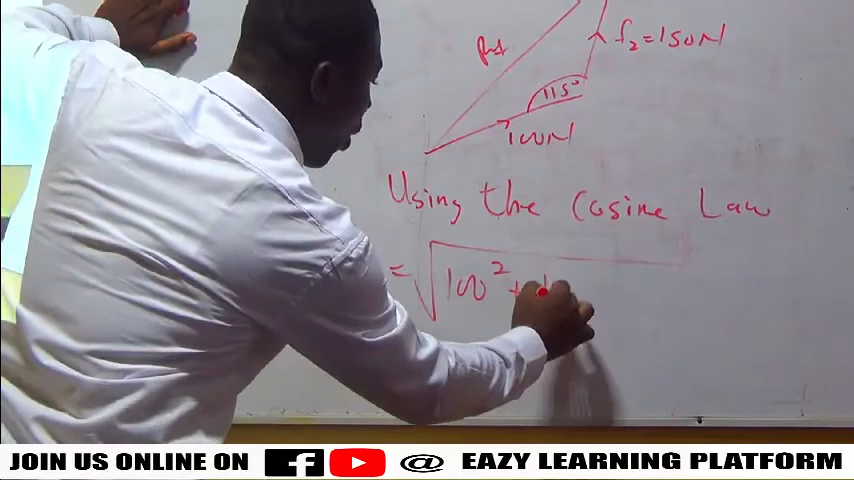 f₂ = 150N
115°
100N
Using the Cosine Law
= √100² +
JOIN US ONLINE ON f @ EAZY LEARNING PLATFORM